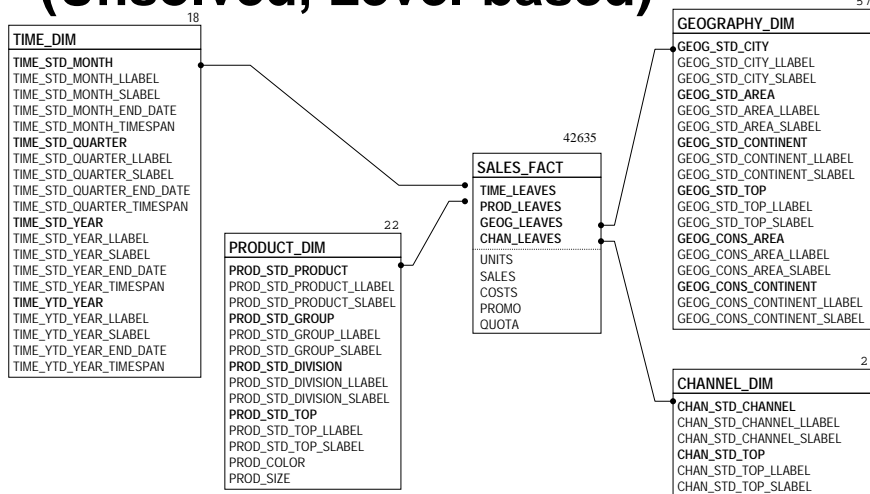 (Unsolved, Level based)
18
TIME_DIM
TIME_STD_MONTH
TIME_STD_MONTH_LLABEL
TIME_STD_MONTH_SLABEL
TIME_STD_MONTH_END_DATE
TIME_STD_MONTH_TIMESPAN
TIME_STD_QUARTER
TIME_STD_QUARTER_LLABEL
TIME_STD_QUARTER_SLABEL
TIME_STD_QUARTER_END_DATE
TIME_STD_QUARTER_TIMESPAN
TIME_STD_YEAR
TIME_STD_YEAR_LLABEL
TIME_STD_YEAR_SLABEL
TIME_STD_YEAR_END_DATE
TIME_STD_YEAR_TIMESPAN
TIME_YTD_YEAR
TIME_YTD_YEAR_LLABEL
TIME_YTD_YEAR_SLABEL
TIME_YTD_YEAR_END_DATE
TIME_YTD_YEAR_TIMESPAN
22
PRODUCT_DIM
PROD_STD_PRODUCT
PROD_STD_PRODUCT_LLABEL
PROD_STD_PRODUCT_SLABEL
PROD_STD_GROUP
PROD_STD_GROUP_LLABEL
PROD_STD_GROUP_SLABEL
PROD_STD_DIVISION
PROD_STD_DIVISION_LLABEL
PROD_STD_DIVISION_SLABEL
PROD_STD_TOP
PROD_STD_TOP_LLABEL
PROD_STD_TOP_SLABEL
PROD_COLOR
PROD_SIZE
42635
SALES_FACT
TIME_LEAVES
PROD_LEAVES
GEOG_LEAVES
CHAN_LEAVES
UNITS
SALES
COSTS
PROMO
QUOTA
57
GEOGRAPHY_DIM
GEOG_STD_CITY
GEOG_STD_CITY_LLABEL
GEOG_STD_CITY_SLABEL
GEOG_STD_AREA
GEOG_STD_AREA_LLABEL
GEOG_STD_AREA_SLABEL
GEOG_STD_CONTINENT
GEOG_STD_CONTINENT_LLABEL
GEOG_STD_CONTINENT_SLABEL
GEOG_STD_TOP
GEOG_STD_TOP_LLABEL
GEOG_STD_TOP_SLABEL
GEOG_CONS_AREA
GEOG_CONS_AREA_LLABEL
GEOG_CONS_AREA_SLABEL
GEOG_CONS_CONTINENT
GEOG_CONS_CONTINENT_LLABEL
GEOG_CONS_CONTINENT_SLABEL
2
CHANNEL_DIM
CHAN_STD_CHANNEL
CHAN_STD_CHANNEL_LLABEL
CHAN_STD_CHANNEL_SLABEL
CHAN_STD_TOP
CHAN_STD_TOP_LLABEL
CHAN_STD_TOP_SLABEL